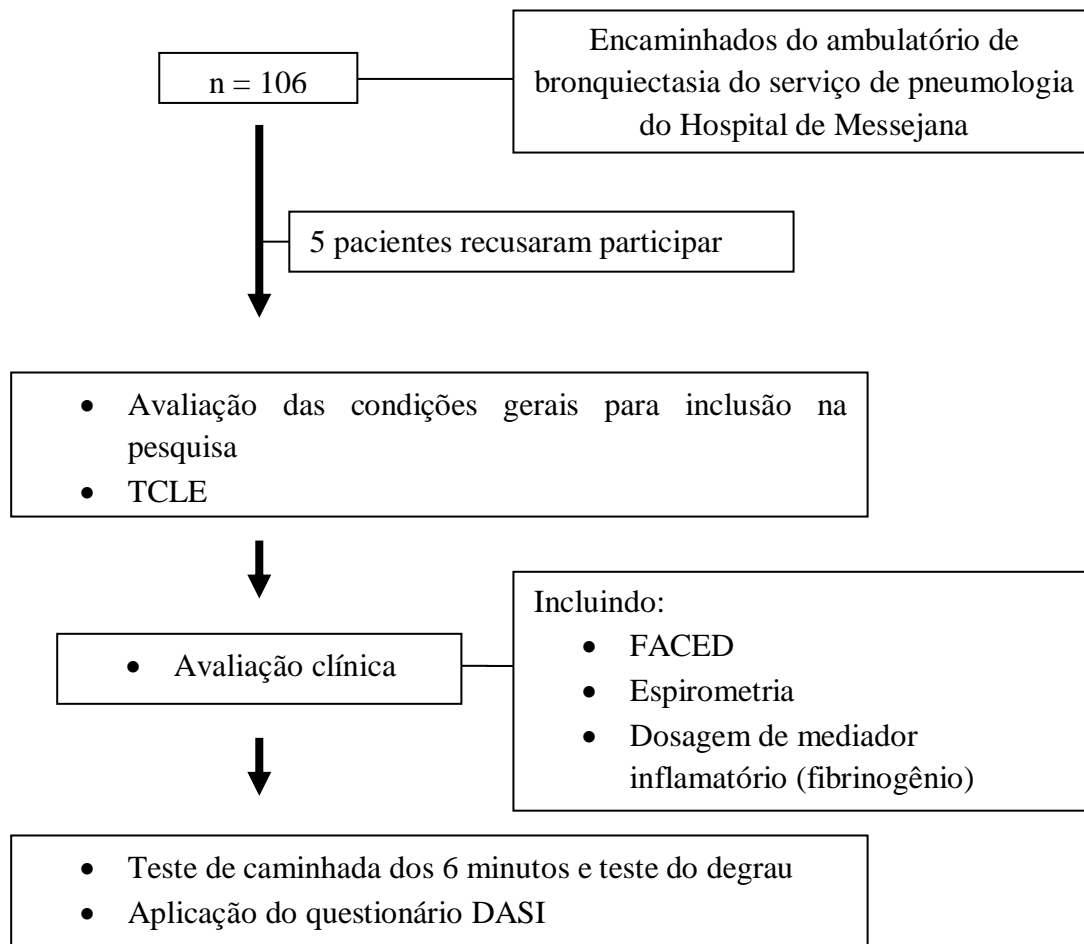 n = 106
Encaminhados do ambulatório de
bronquiectasia do serviço de pneumologia
do Hospital de Messejana
5 pacientes recusaram participar
• Avaliação das condições gerais para inclusão na
pesquisa
• TCLE
• Avaliação clínica
Incluindo:
• FACED
• Espirometria
• Dosagem de mediador
inflamatório (fibrinogênio)
• Teste de caminhada dos 6 minutos e teste do degrau
• Aplicação do questionário DASI